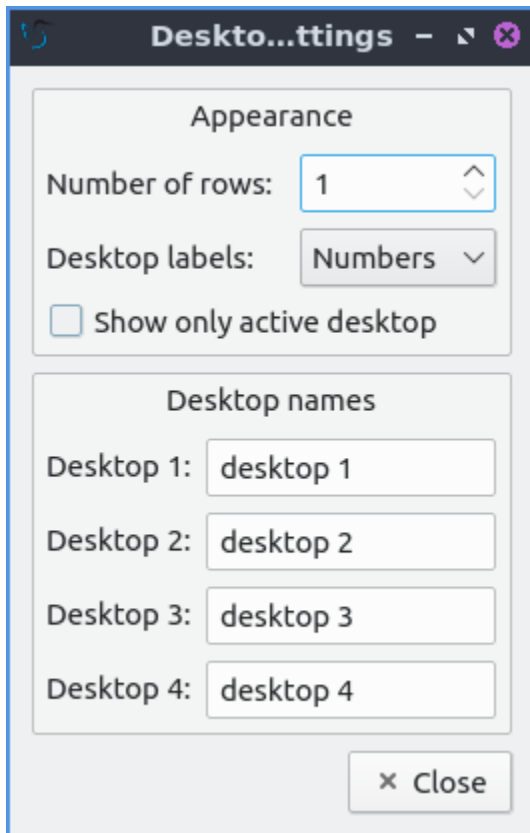 Deskto...ttings
Appearance
Number of rows: 1
Desktop labels: Numbers
Show only active desktop
Desktop names
Desktop 1: desktop 1
Desktop 2: desktop 2
Desktop 3: desktop 3
Desktop 4: desktop 4
Close